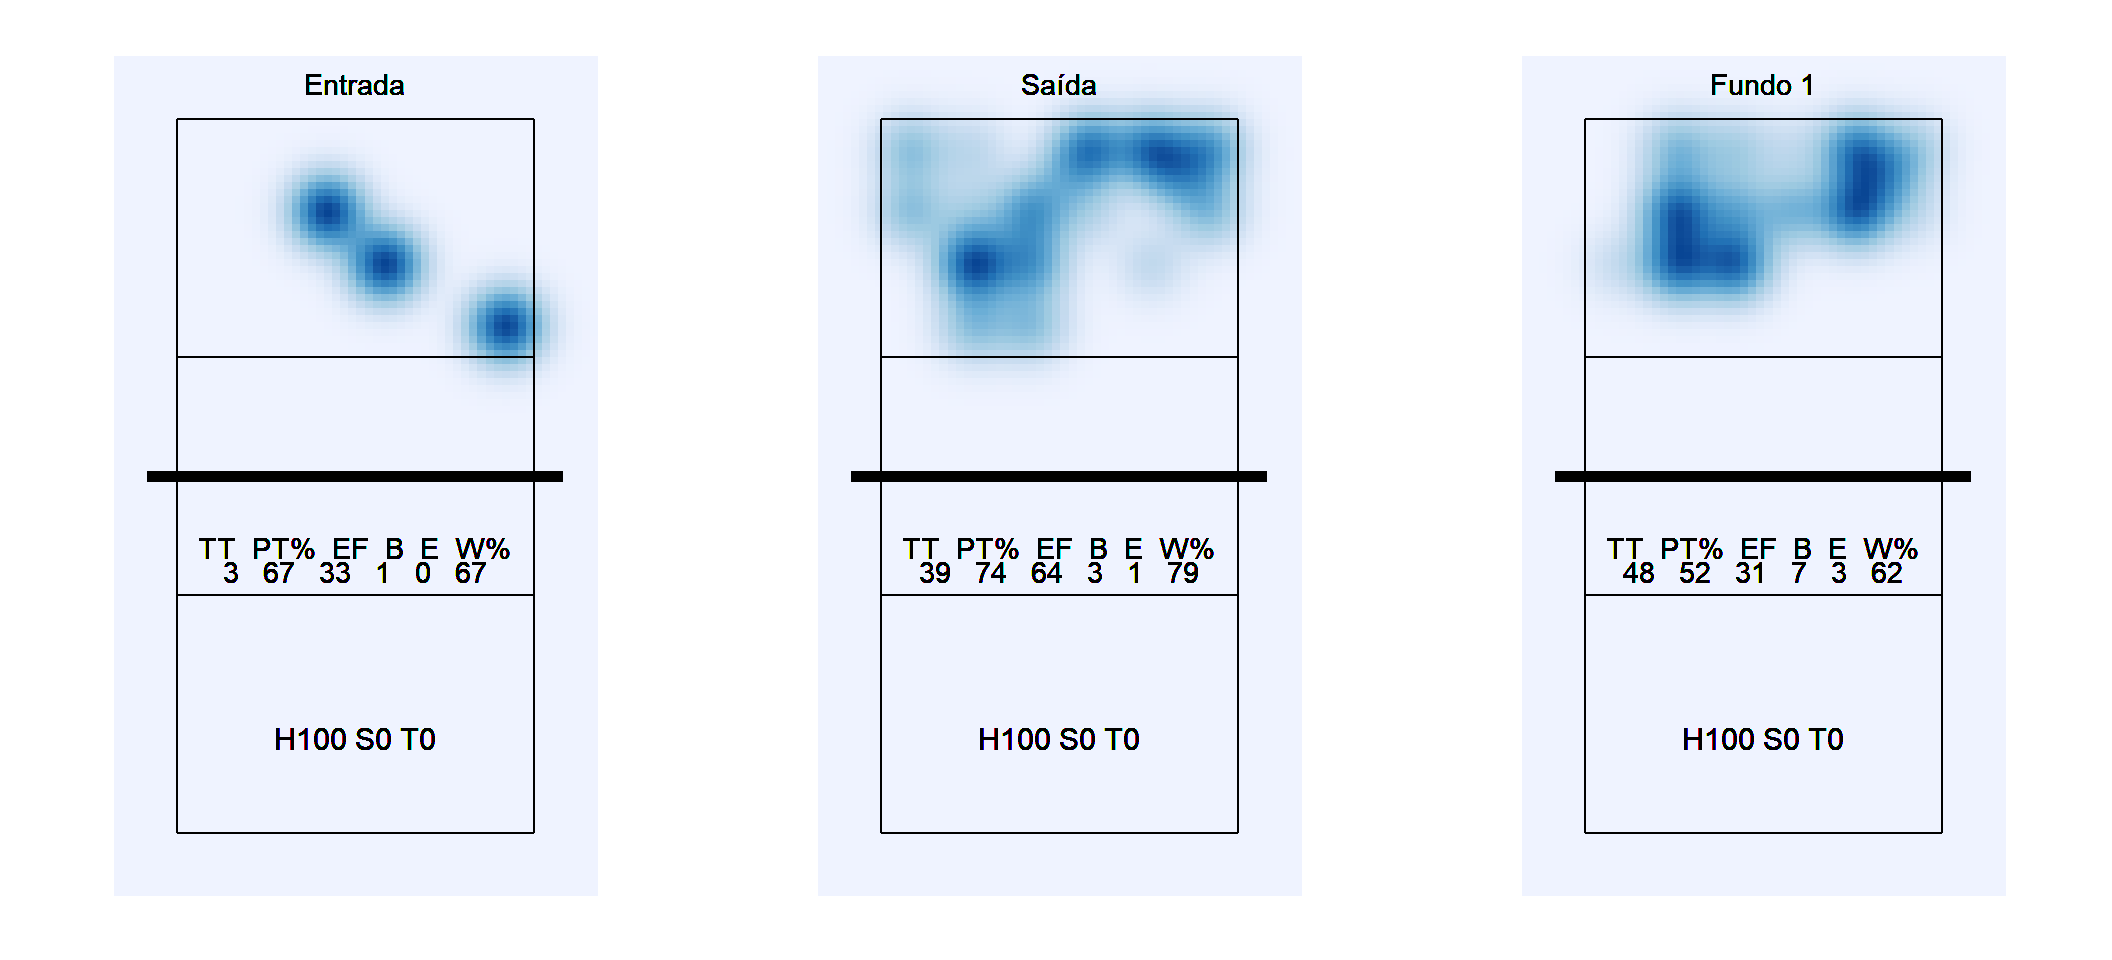 Entrada
TT PT% EF B E W%
3 67 33 1 0 67
H100 S0 T0
Saída
TT PT% EF B E W%
39 74 64 3 1 79
H100 S0 T0
Fundo 1
TT PT% EF B E W%
48 52 31 7 3 62
H100 S0 T0